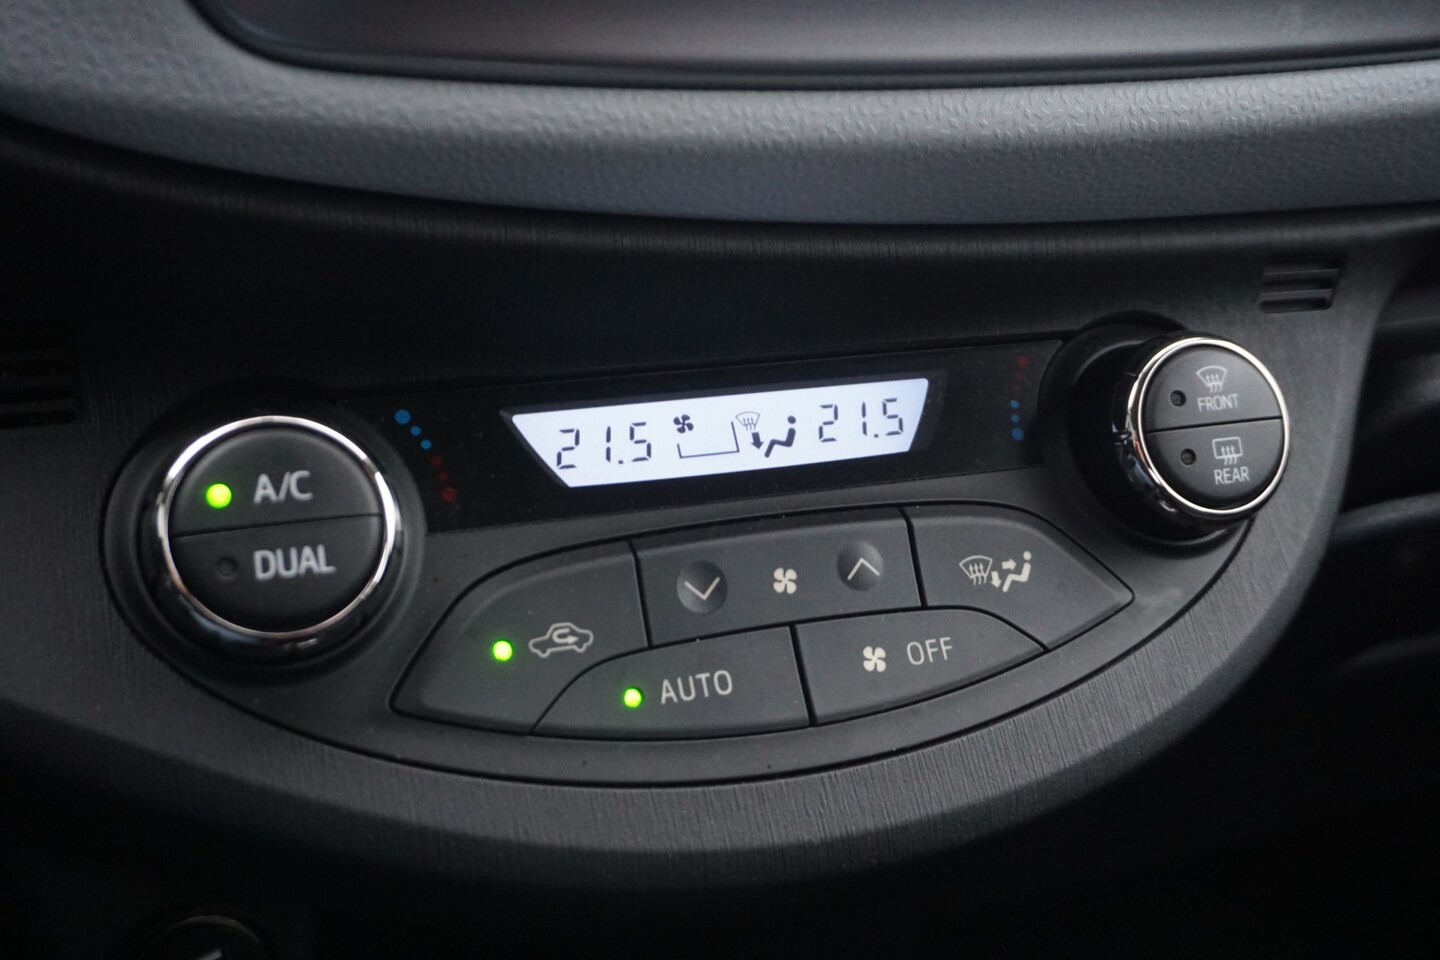 21.5 21.5
A/C
DUAL
FRONT
REAR
AUTO
OFF